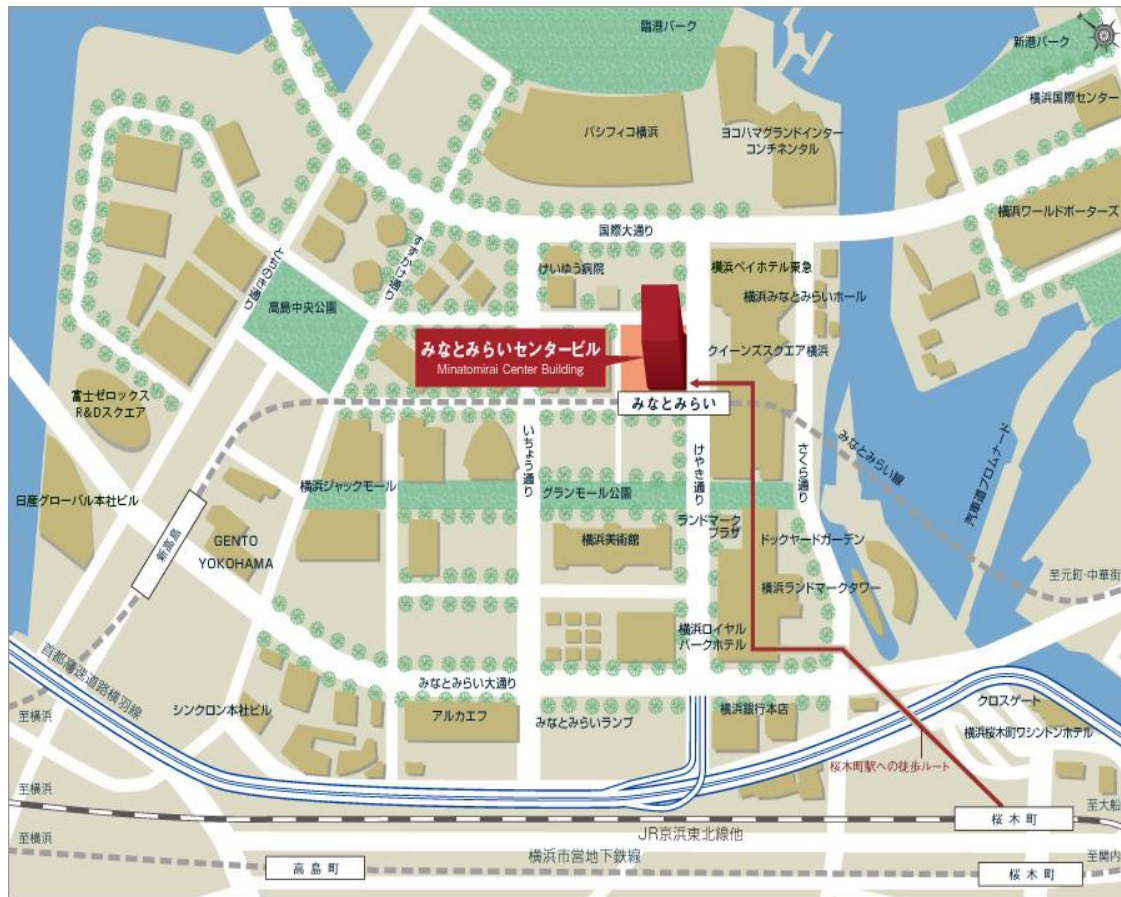 臨港パーク
新港パーク
横浜国際センター
パシフィコ横浜
ヨコハマグランドインター
コンチネンタル
横浜ワールドポーターズ
国際大通り
とちのき通り
すずかけ通り
けいゆう病院
横浜ベイホテル東急
横浜みなとみらいホール
高島中央公園
みなとみらいセンタービル
Minatomirai Center Building
クイーンズスクエア横浜
富士ゼロックス
R&Dスクエア
みなとみらい
いちょう通り
けやき通り
さくら通り
みなとみらい線
汽車道プロムナード
日産グローバル本社ビル
横浜ジャックモール
グランモール公園
新高島
GENTO
YOKOHAMA
横浜美術館
ランドマーク
プラザ
ドックヤードガーデン
至元町・中華街
横浜ランドマークタワー
横浜ロイヤル
パークホテル
首都高速道路横羽線
みなとみらい大通り
至横浜
シンクロン本社ビル
アルカエフ
みなとみらいランプ
横浜銀行本店
クロスゲート
横浜桜木町ワシントンホテル
桜木町駅への徒歩ルート
至横浜
至大船
桜木町
JR京浜東北線他
至横浜
横浜市営地下鉄線
至関内
高島町
桜木町